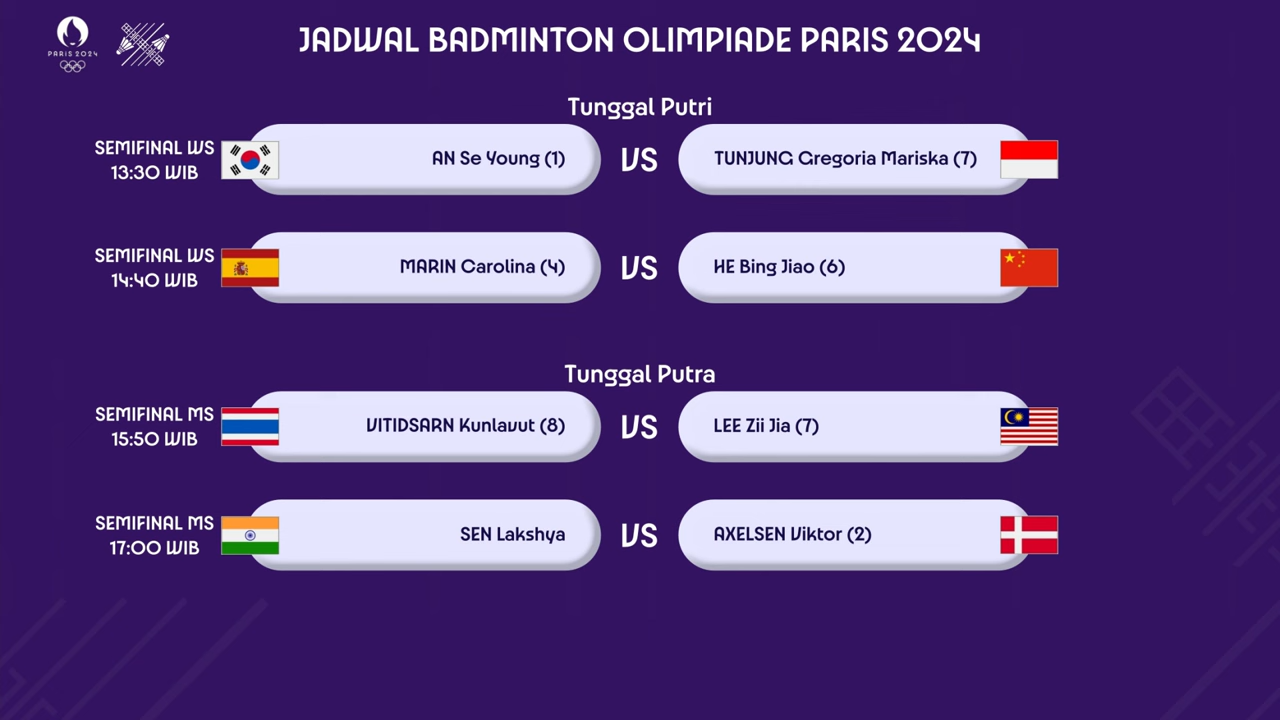 PARIS 2024
JADWAL BADMINTON OLIMPIADE PARIS 2024
Tunggal Putri
SEMIFINAL WS
13:30 WIB
AN Se Young (1)
VS
TUNJUNG Gregoria Mariska (7)
SEMIFINAL WS
14:40 WIB
MARIN Carolina (4)
VS
HE Bing Jiao (6)
Tunggal Putra
SEMIFINAL MS
15:50 WIB
VITIDSARN Kunlavut (8)
VS
LEE Zii Jia (7)
SEMIFINAL MS
17:00 WIB
SEN Lakshya
VS
AXELSEN Viktor (2)